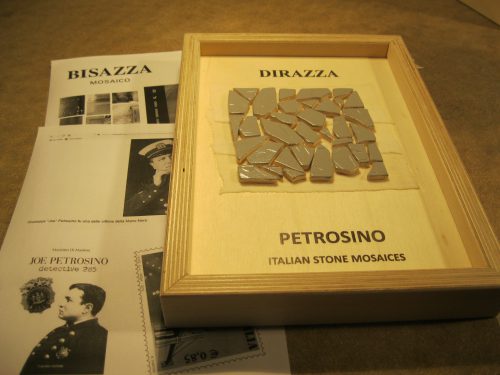 BISAZZA
MOSAICO
DIRAZZA
PETROSINO
ITALIAN STONE MOSAICES
JOE PETROSINO
detective 285
€ 0,85